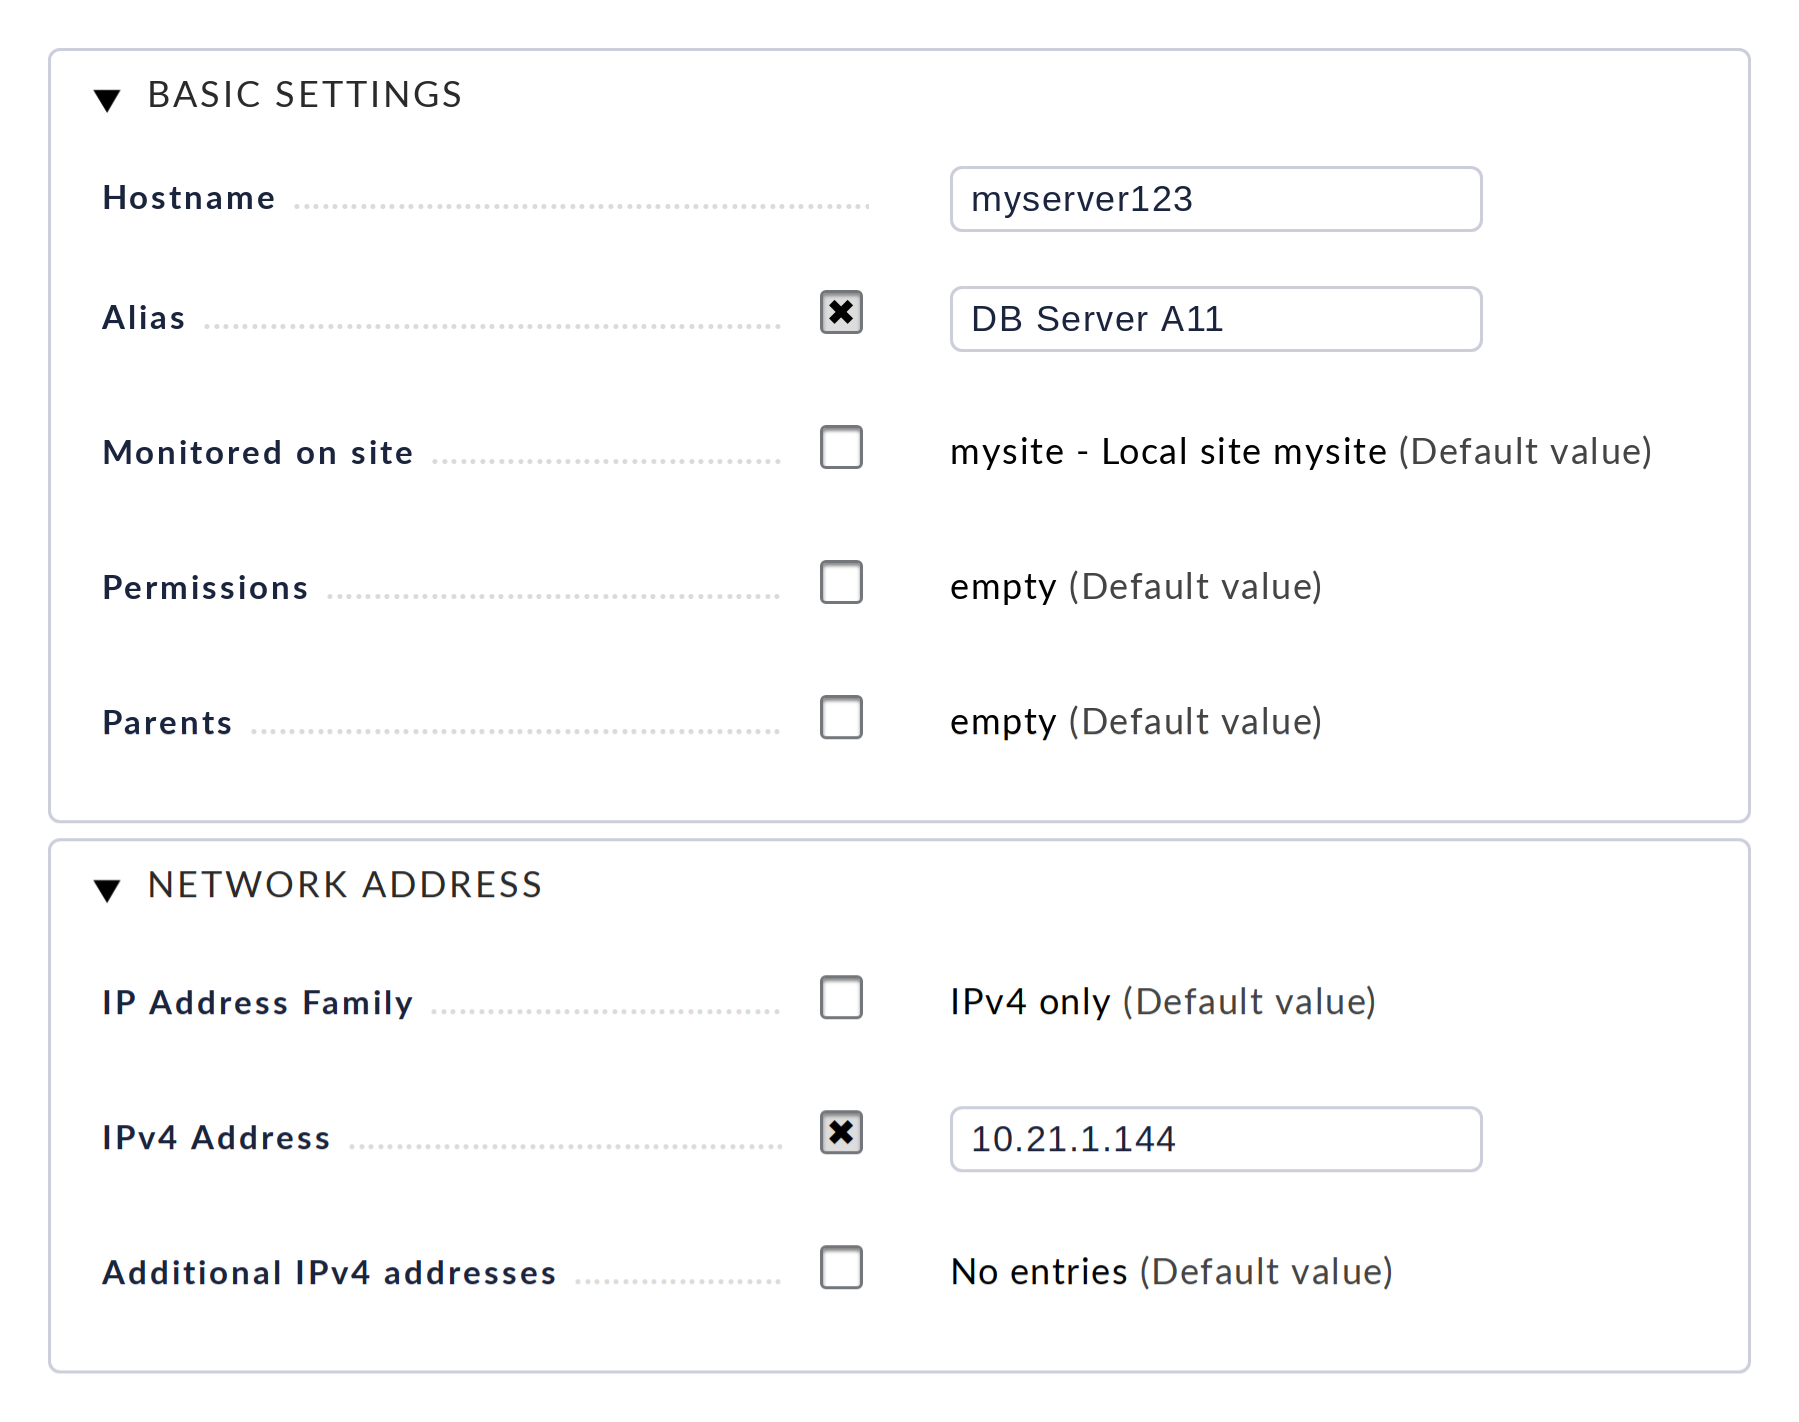 BASIC SETTINGS
Hostname myserver123
Alias DB Server A11
Monitored on site mysite - Local site mysite (Default value)
Permissions empty (Default value)
Parents empty (Default value)
NETWORK ADDRESS
IP Address Family IPv4 only (Default value)
IPv4 Address 10.21.1.144
Additional IPv4 addresses No entries (Default value)